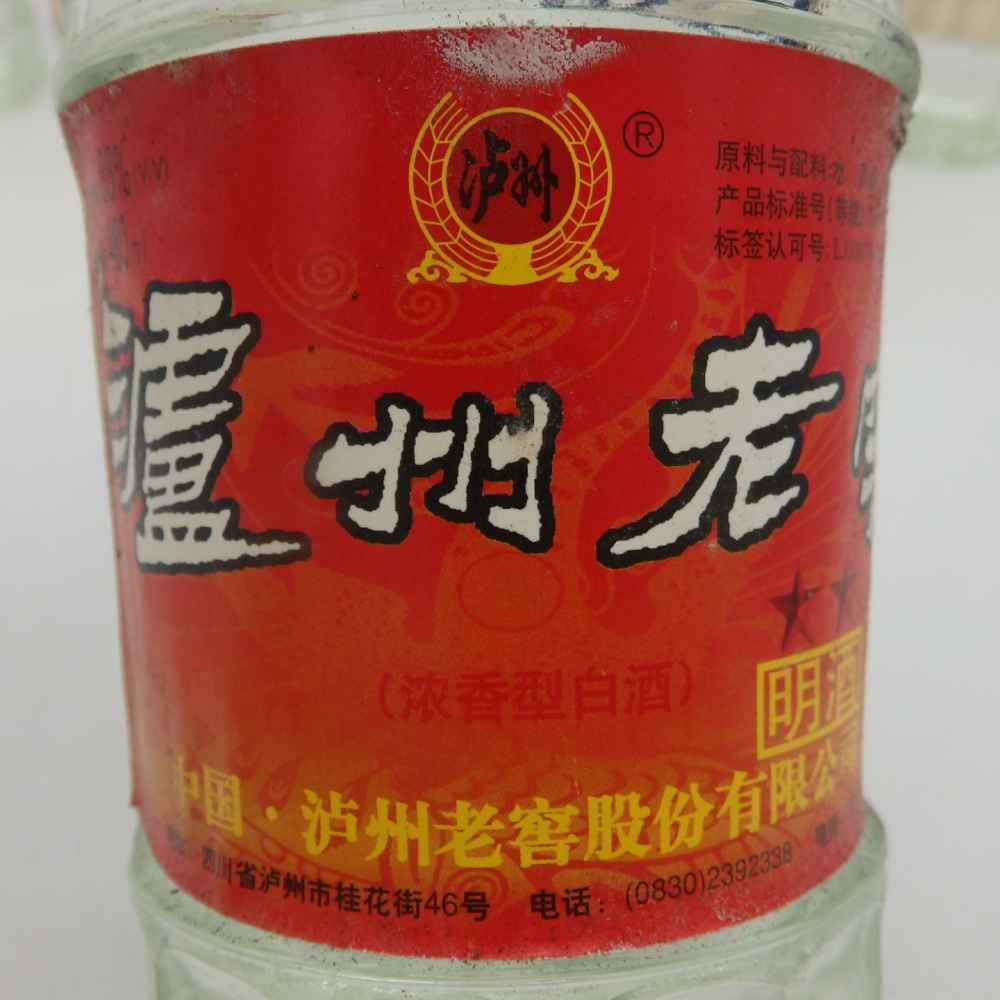 泸州
®
原料与配料:水
产品标准号
标签认可号:
瀘州老
(浓香型白酒)
明酒
中国·泸州老窖股份有限公司
四川省泸州市桂花街46号 电话:(0830)2392338